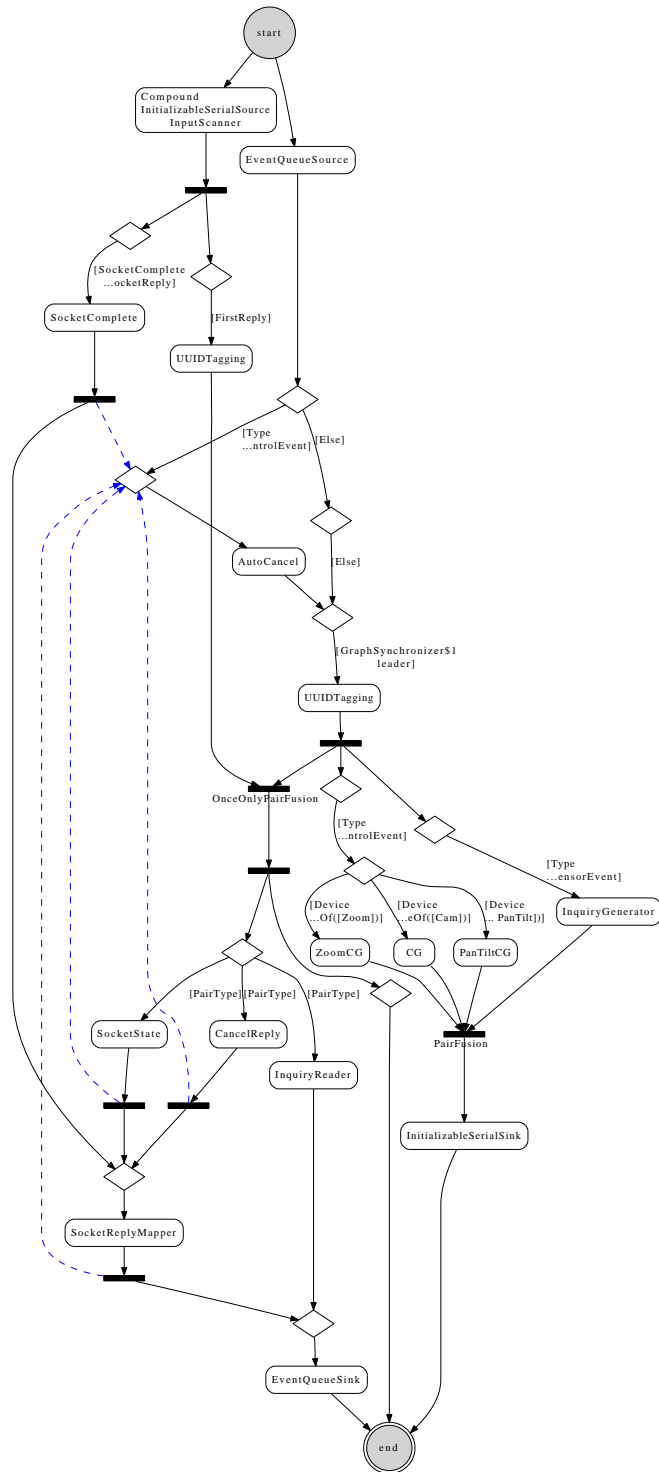 start
Compound
InitializableSerialSource
InputScanner
EventQueueSource
[SocketComplete
...ocketReply]
SocketComplete
[FirstReply]
UUIDTagging
[Type
...ntrolEvent]
[Else]
AutoCancel
[Else]
[GraphSynchronizer$1
leader]
UUIDTagging
OnceOnlyPairFusion
[Type
...ntrolEvent]
[Type
...ensorEvent]
[Device
...Of([Zoom])]
[Device
...eOf([Cam])]
[Device
... PanTilt])]
InquiryGenerator
ZoomCG
CG
PanTiltCG
[PairType]
[PairType]
[PairType]
SocketState
CancelReply
PairFusion
InquiryReader
InitializableSerialSink
SocketReplyMapper
EventQueueSink
end